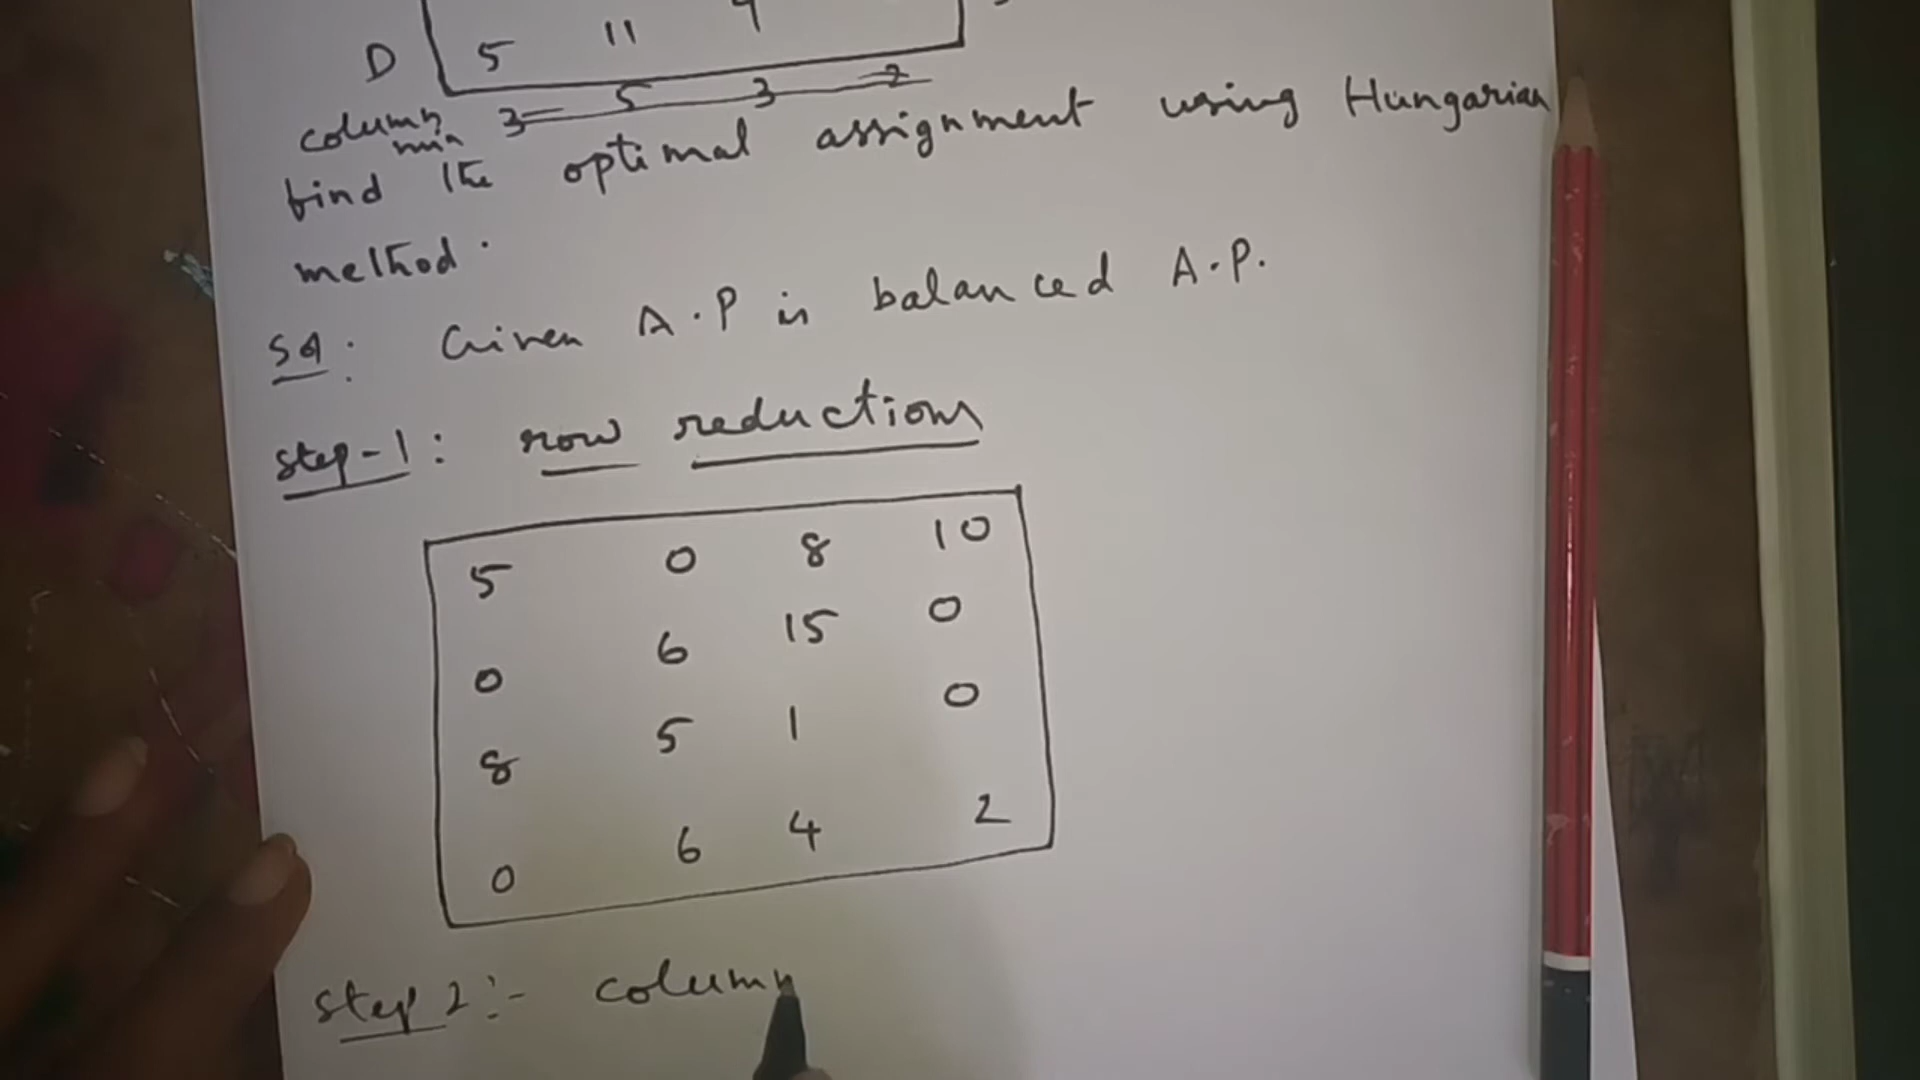 D 5 11
column 3 5 3 2
min
find the optimal assignment using Hungarian
method.
Sol: Given A.P is balanced A.P.
step-1: row reduction
5 0 8 10
0 6 15 0
8 5 1 0
0 6 4 2
Step 2:- column